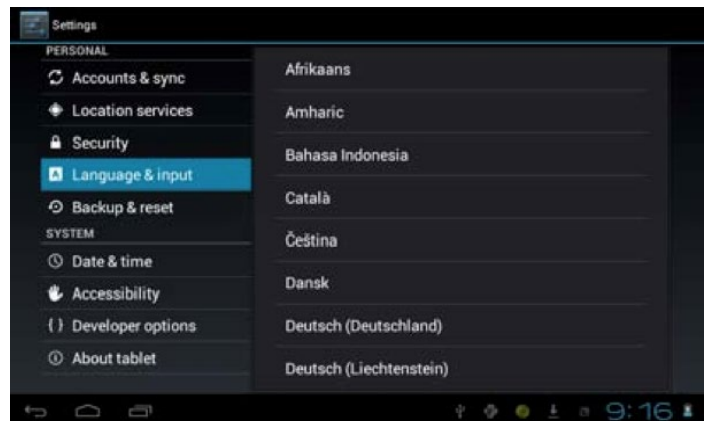 Settings
PERSONAL
Accounts & sync
Location services
Security
Language & input
Backup & reset
SYSTEM
Date & time
Accessibility
{ } Developer options
About tablet
Afrikaans
Amharic
Bahasa Indonesia
Català
Čeština
Dansk
Deutsch (Deutschland)
Deutsch (Liechtenstein)
9:16